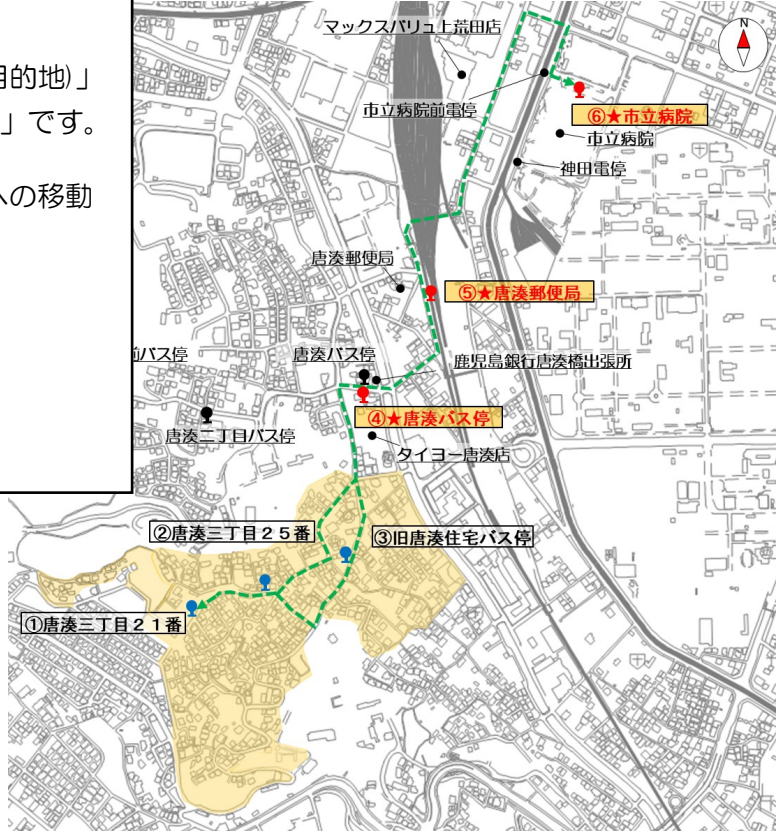 目的地)」
」です。
への移動
N
マックスバリュ上荒田店
市立病院前電停
⑥★市立病院
市立病院
神田電停
唐湊郵便局
⑤★唐湊郵便局
前バス停
唐湊バス停
鹿児島銀行唐湊橋出張所
④★唐湊バス停
唐湊二丁目バス停
タイヨー唐湊店
②唐湊三丁目25番
③旧唐湊住宅バス停
①唐湊三丁目21番